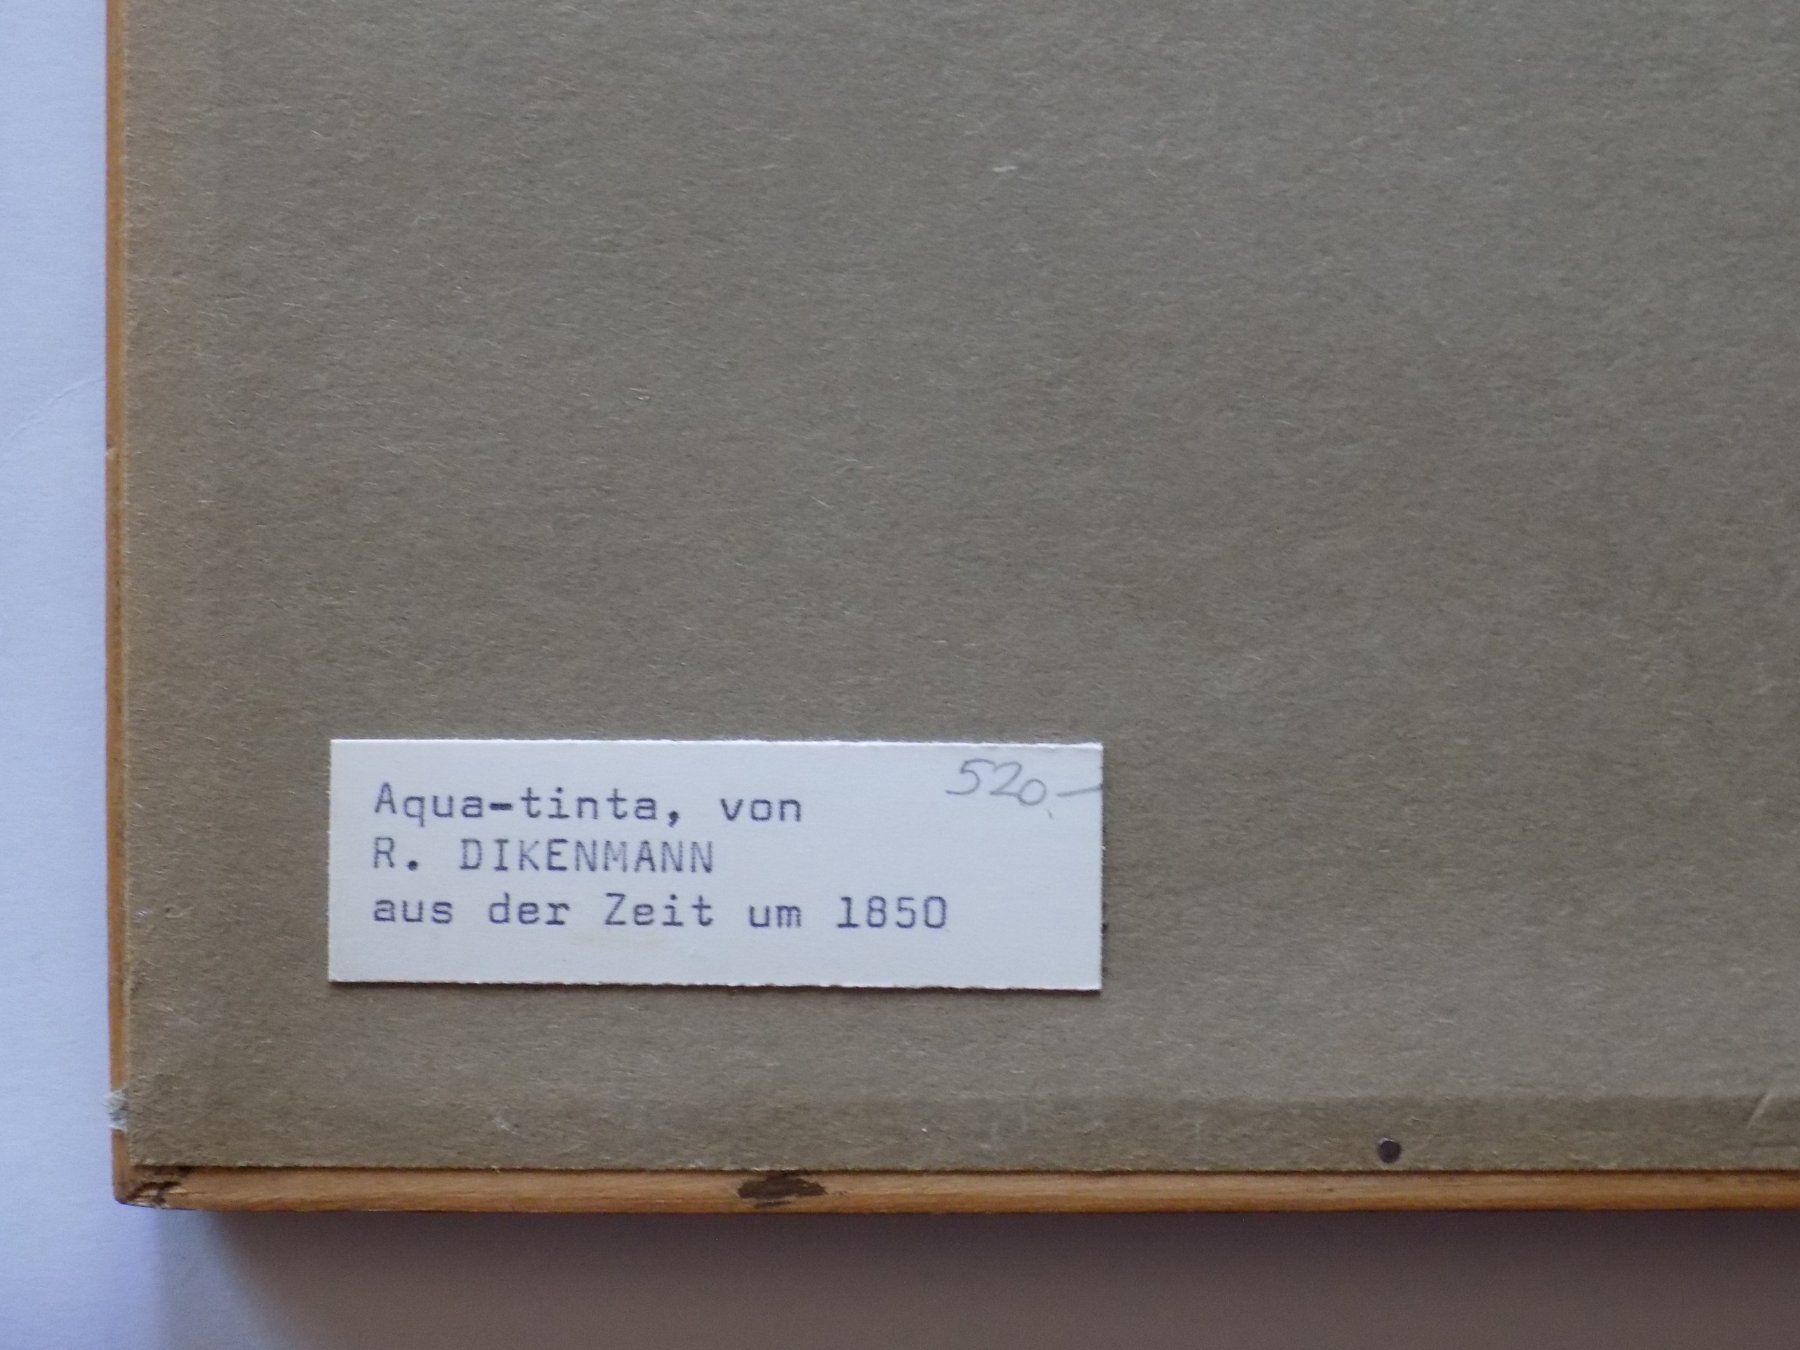 520.-
Aqua-tinta, von
R. DIKENMANN
aus der Zeit um 1850